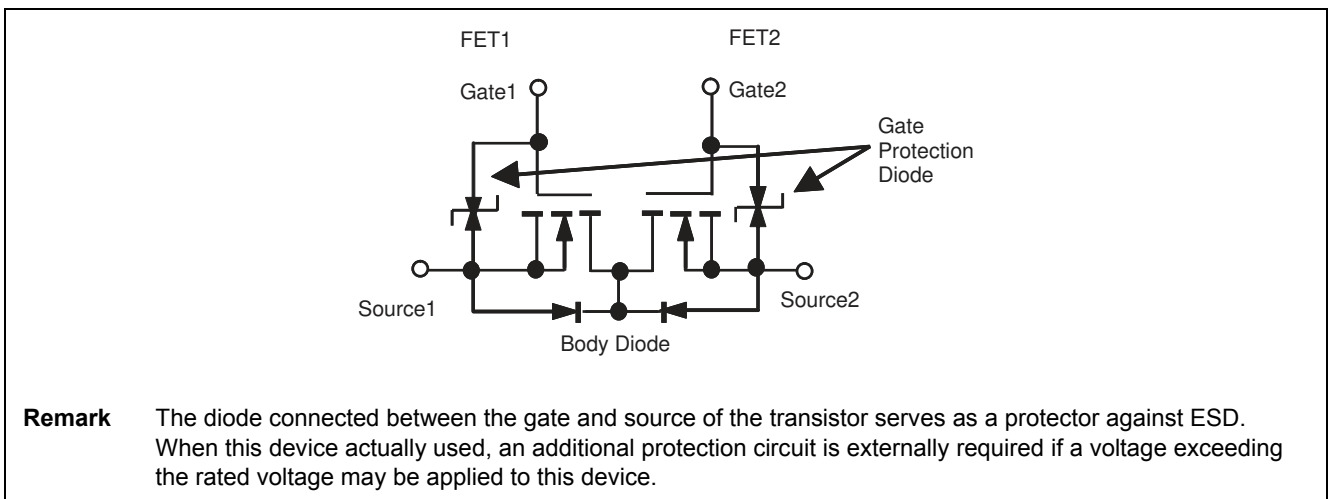 FET1 FET2
Gate1 Gate2
Gate
Protection
Diode
Source1 Source2
Body Diode
Remark The diode connected between the gate and source of the transistor serves as a protector against ESD.
When this device actually used, an additional protection circuit is externally required if a voltage exceeding
the rated voltage may be applied to this device.